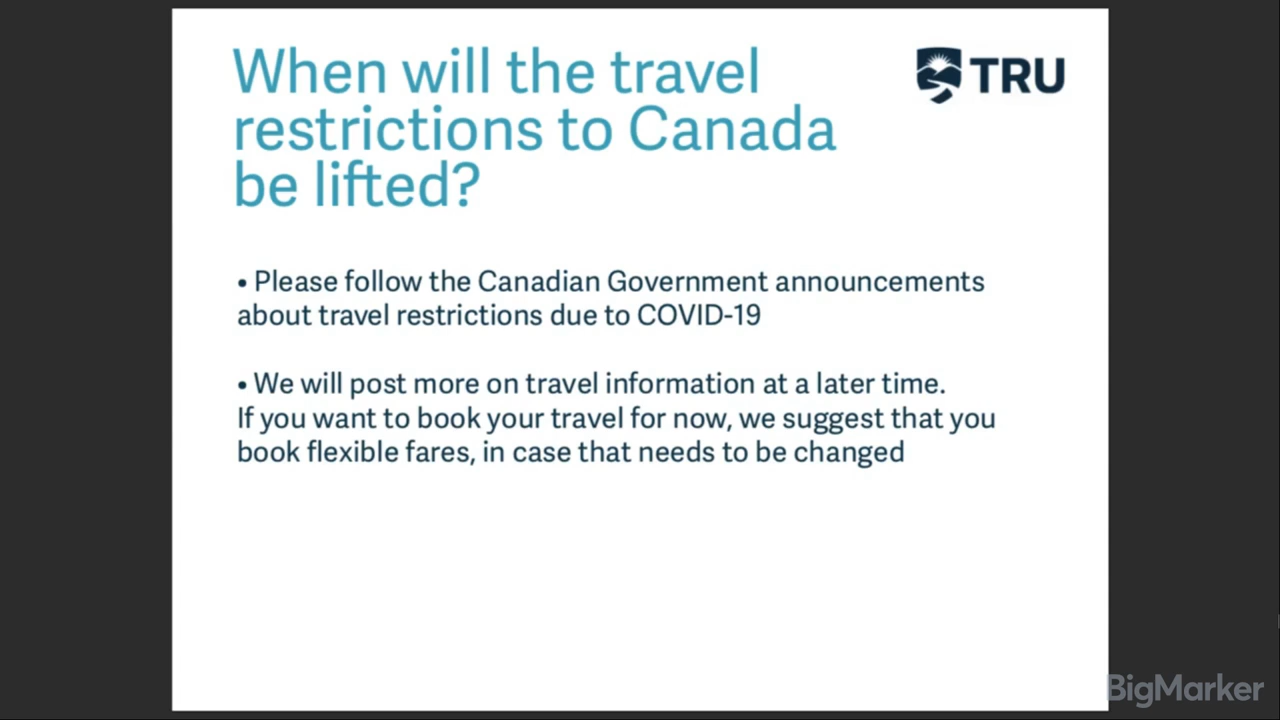 When will the travel
restrictions to Canada
be lifted?
TRU
• Please follow the Canadian Government announcements
about travel restrictions due to COVID-19
• We will post more on travel information at a later time.
If you want to book your travel for now, we suggest that you
book flexible fares, in case that needs to be changed
BigMarker